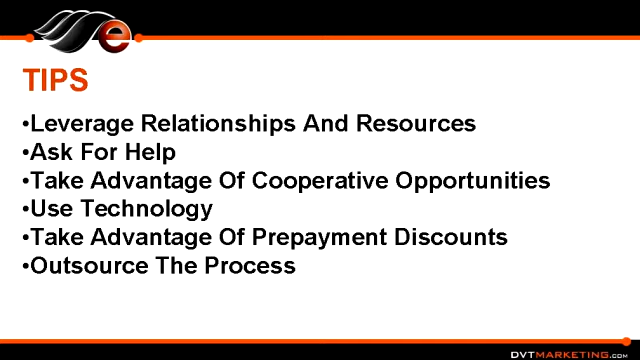 e
TIPS
•Leverage Relationships And Resources
•Ask For Help
•Take Advantage Of Cooperative Opportunities
•Use Technology
•Take Advantage Of Prepayment Discounts
•Outsource The Process
DVTMARKETING.COM